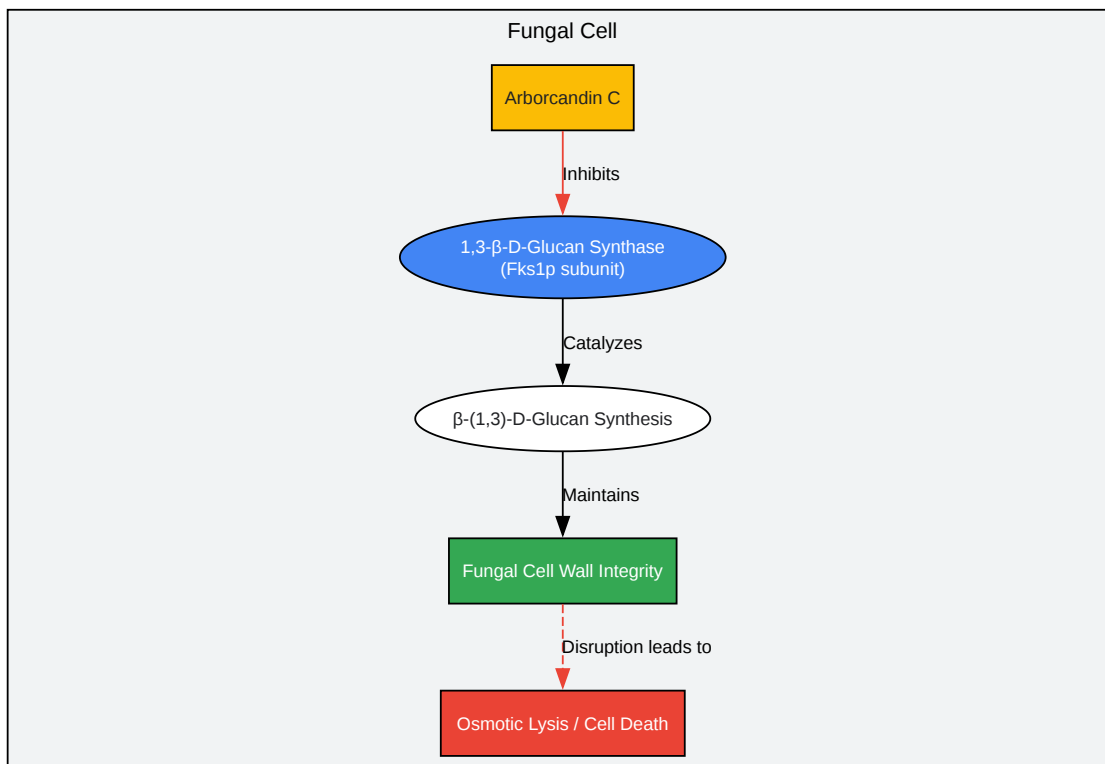 Fungal Cell
Arborcandin C
Inhibits
1,3-β-D-Glucan Synthase
(Fks1p subunit)
Catalyzes
β-(1,3)-D-Glucan Synthesis
Maintains
Fungal Cell Wall Integrity
Disruption leads to
Osmotic Lysis / Cell Death